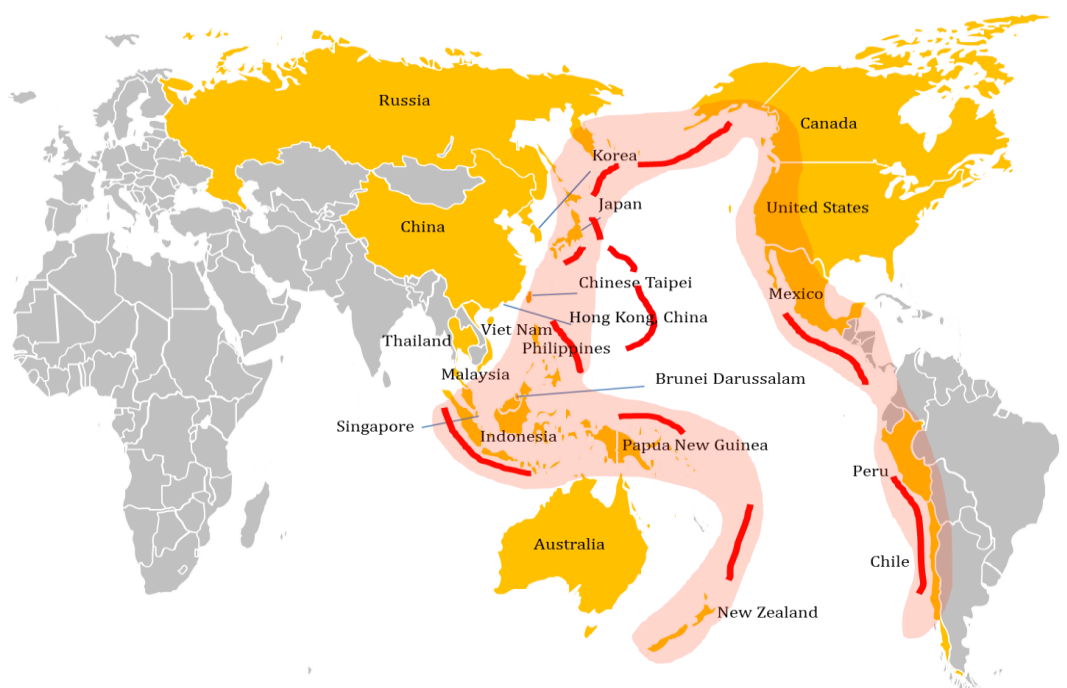 Russia
Canada
Korea
Japan
United States
China
Chinese Taipei
Mexico
Hong Kong, China
Viet Nam
Thailand
Philippines
Malaysia
Brunei Darussalam
Singapore
Indonesia
Papua New Guinea
Peru
Australia
Chile
New Zealand